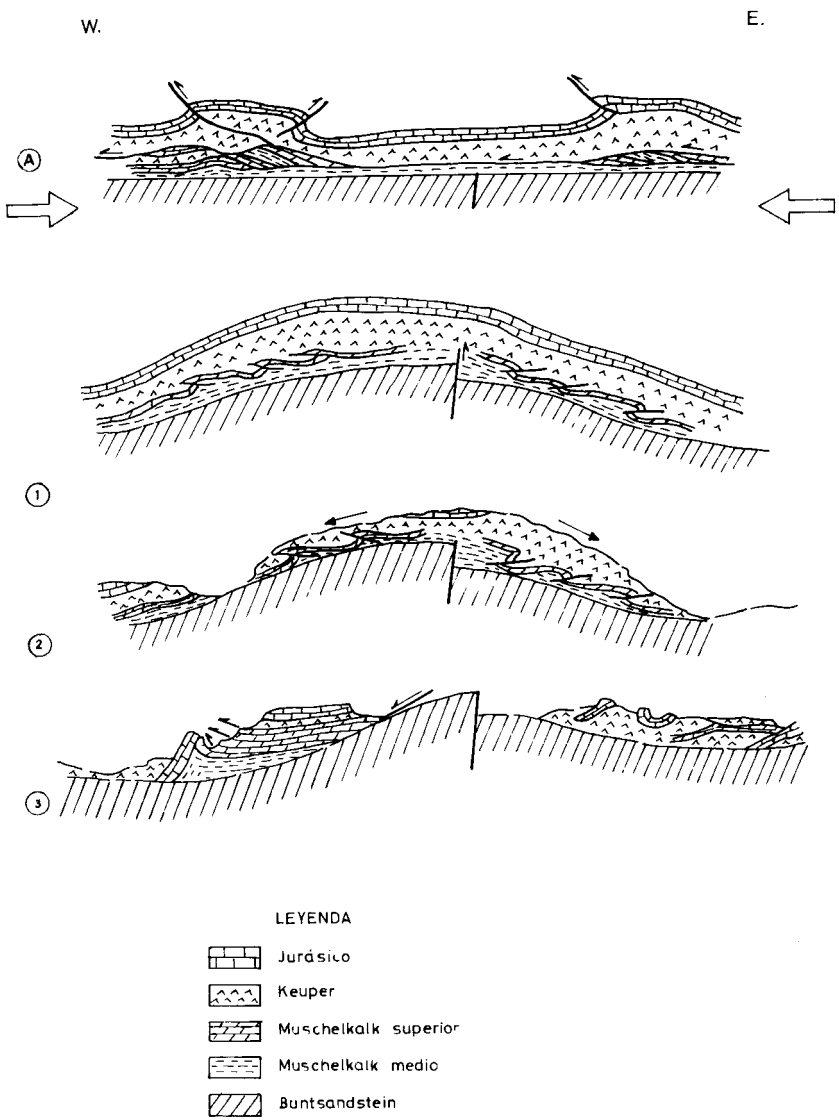 W.
E.
A
1
2
3
LEYENDA
Jurásico
Keuper
Muschelkalk superior
Muschelkalk medio
Buntsandstein